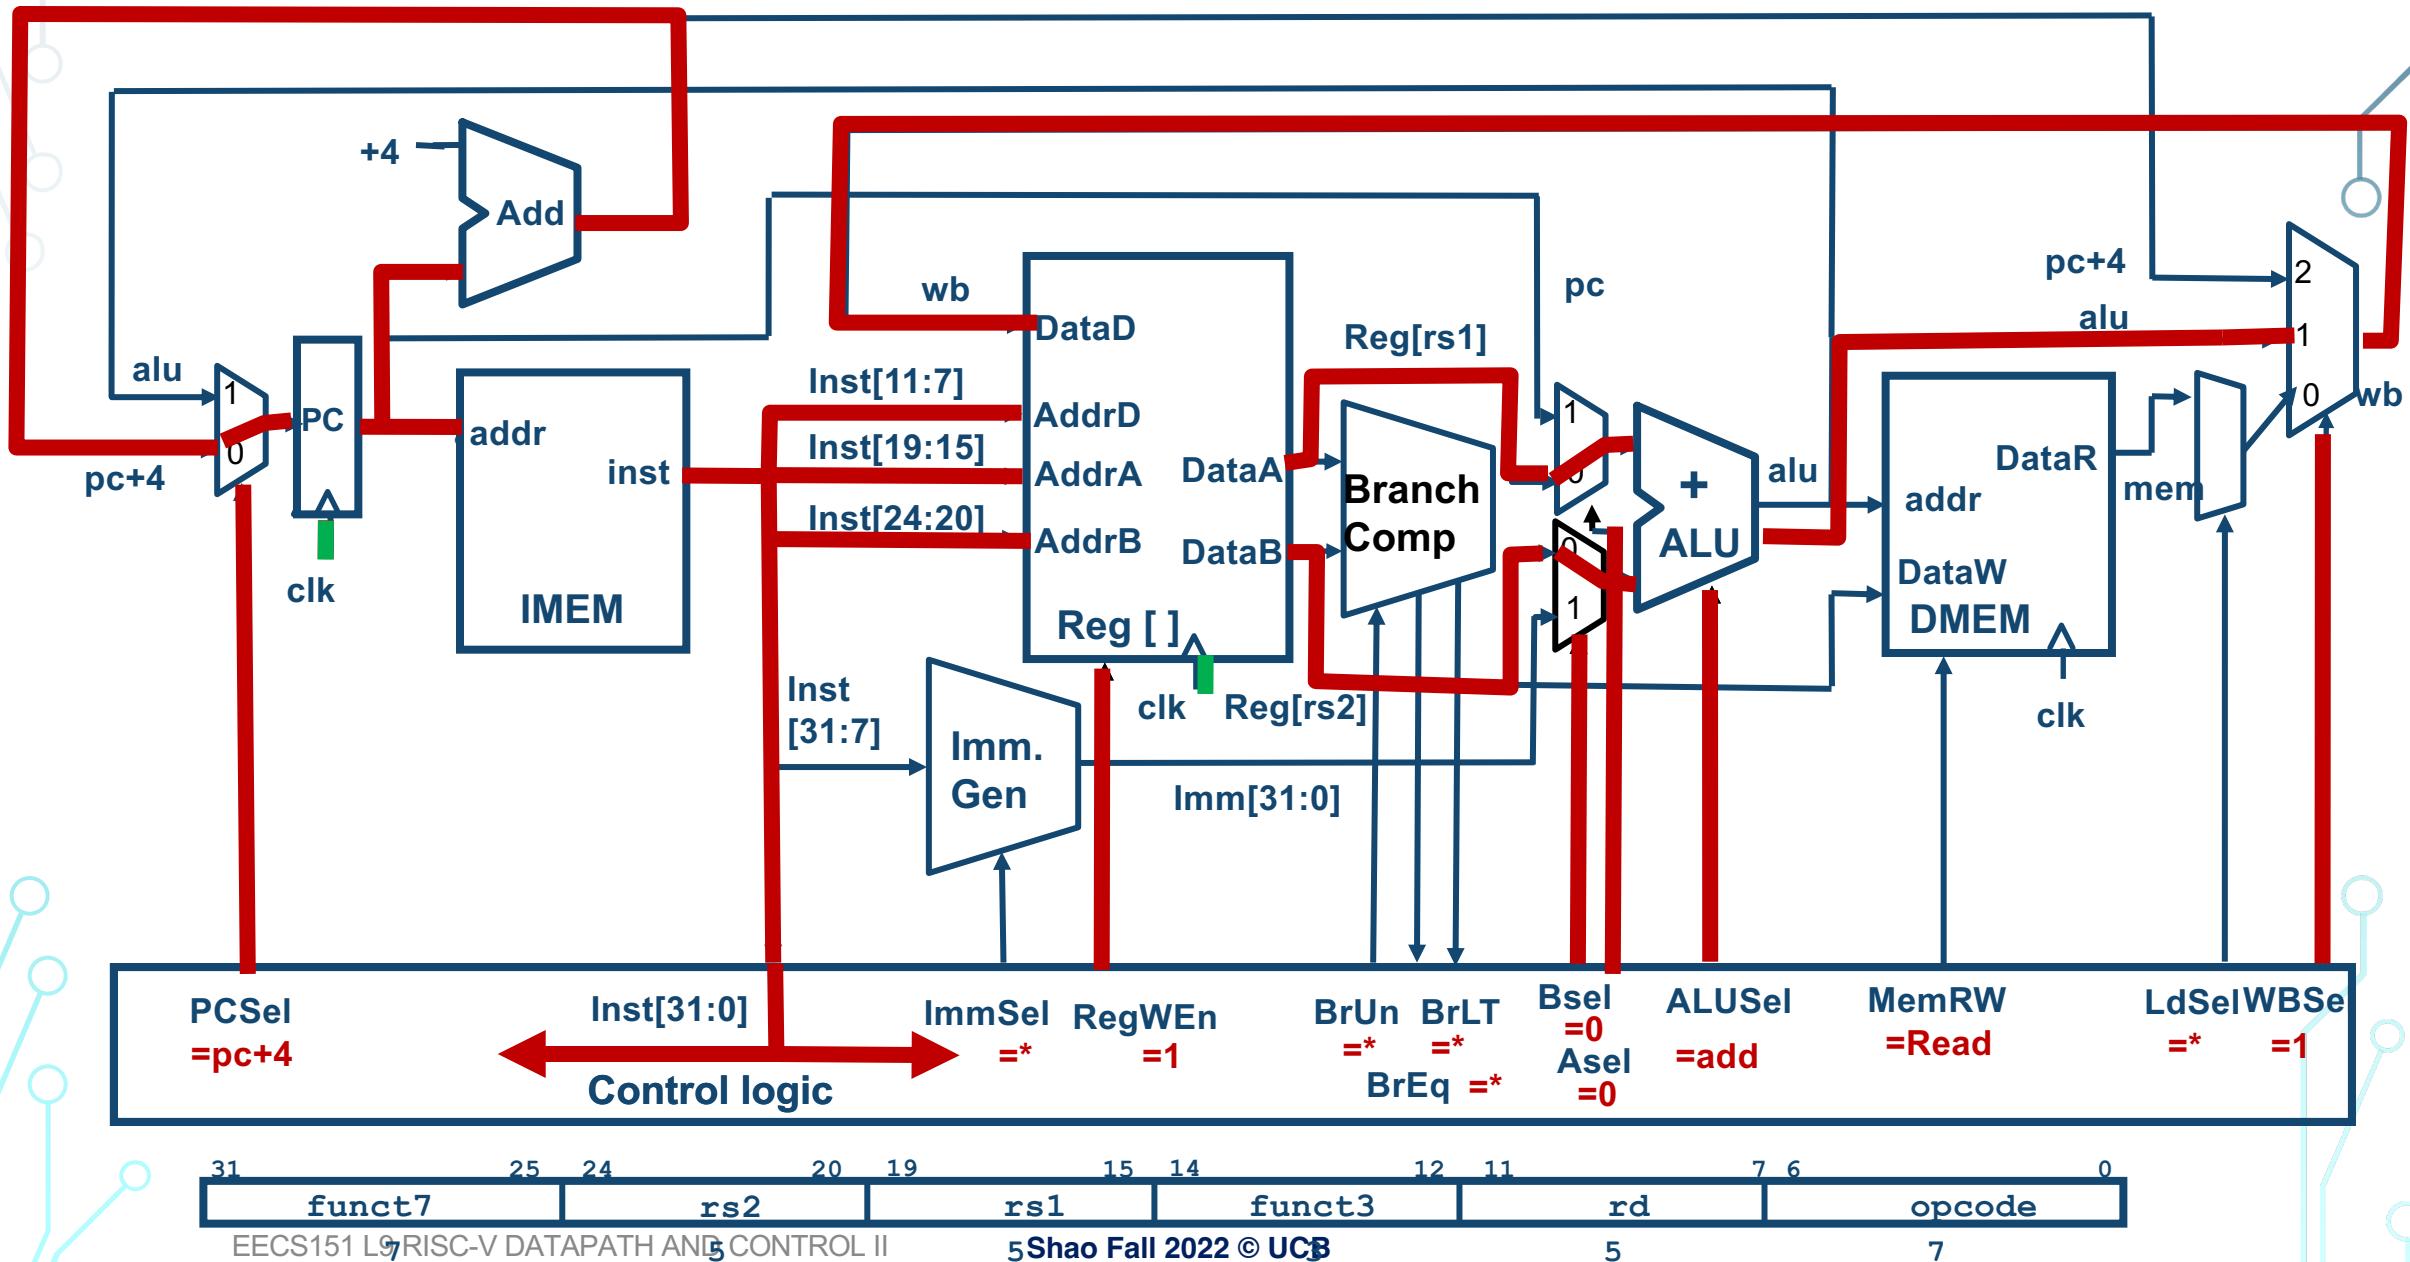 +4
Add
pc+4
pc
wb
DataD
Reg[rs1]
alu
2
1
0
wb
alu
1
0
pc+4
PC
clk
addr
inst
IMEM
Inst[11:7]
AddrD
Inst[19:15]
AddrA
Inst[24:20]
AddrB
DataA
DataB
Reg [ ]
clk
Reg[rs2]
Branch
Comp
1
0
0
1
+
ALU
alu
addr
DataW
DataR
DMEM
clk
mem
Inst
[31:7]
Imm.
Gen
Imm[31:0]
PCSel
=pc+4
Inst[31:0]
Control logic
ImmSel
=*
RegWEn
=1
BrUn
=*
BrLT
=*
BrEq =*
Bsel
=0
Asel
=0
ALUSel
=add
MemRW
=Read
LdSel
=*
WBSe
=1
31 25 24 20 19 15 14 12 11 7 6 0
funct7 rs2 rs1 funct3 rd opcode
7 5 5 3 5 7
EECS151 L9 RISC-V DATAPATH AND CONTROL II
Shao Fall 2022 © UCB